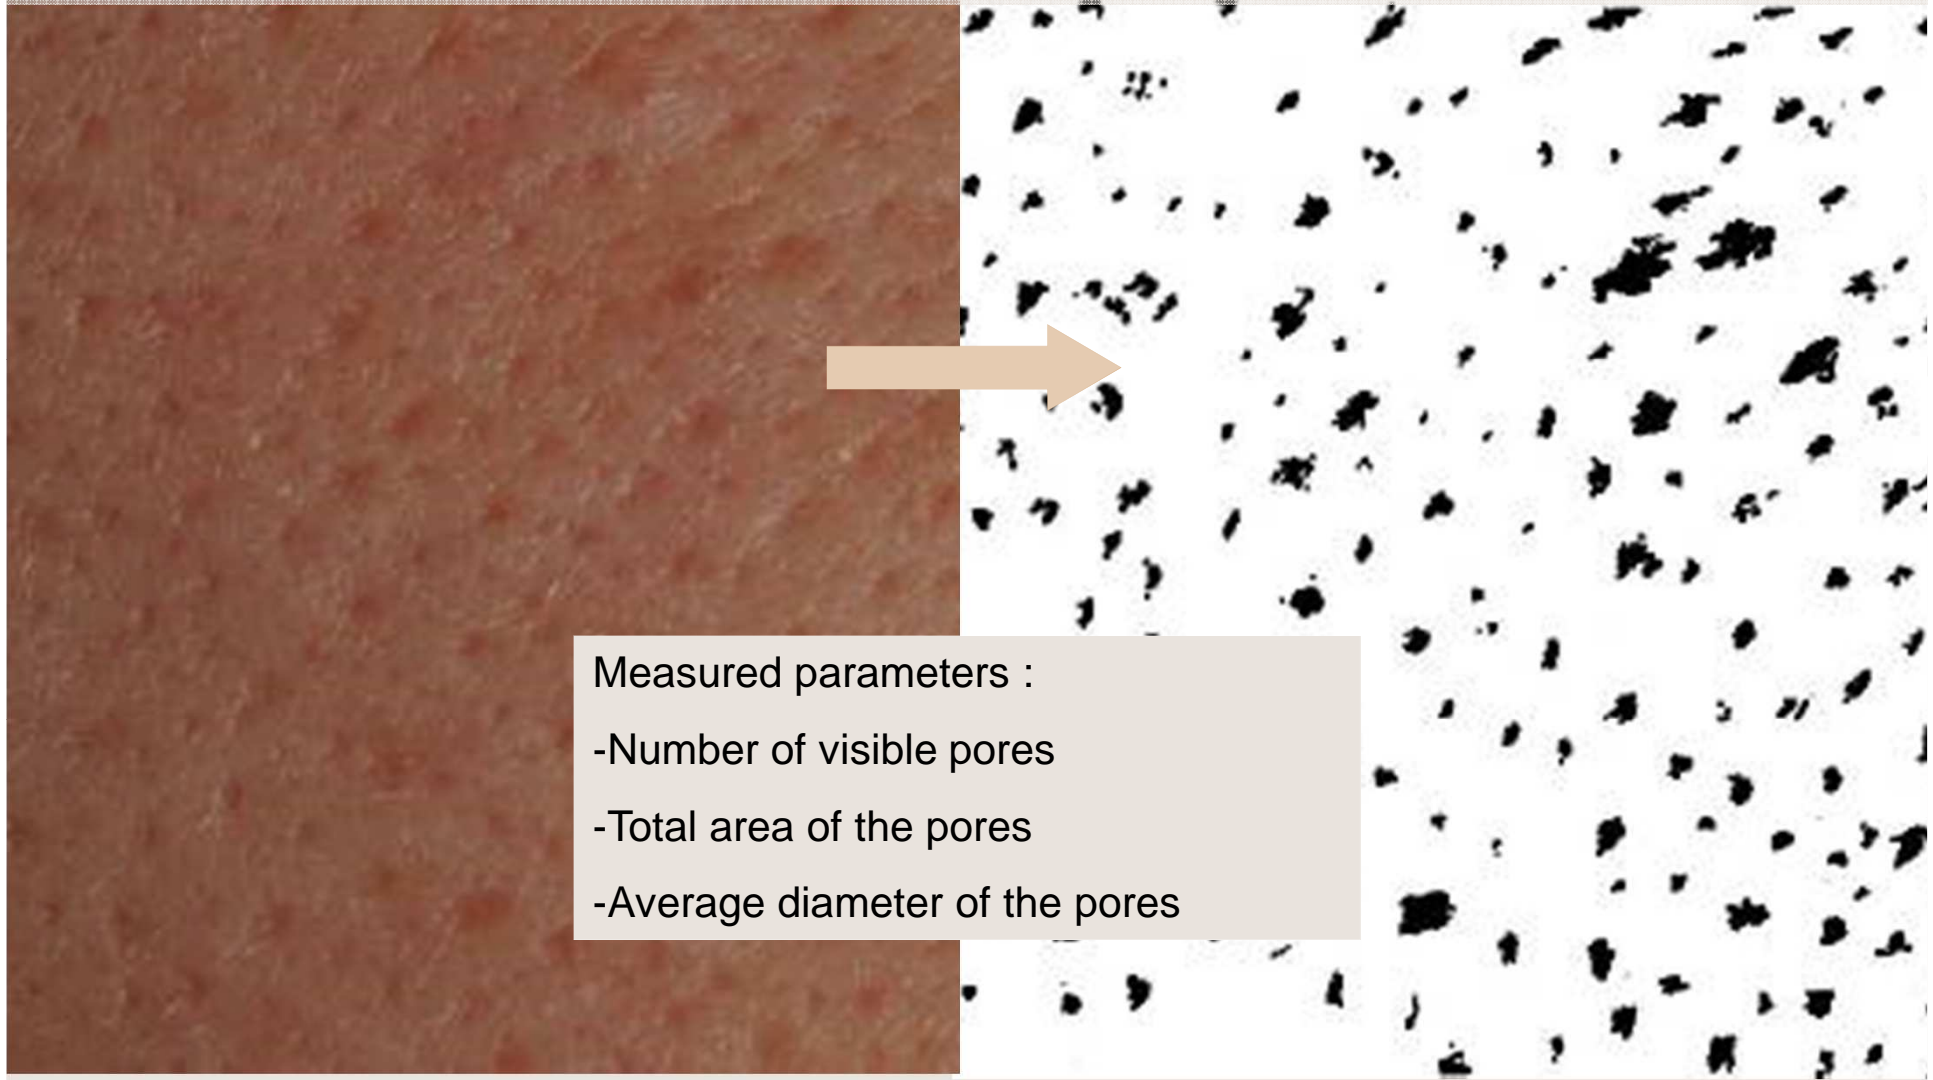 Measured parameters :
-Number of visible pores
-Total area of the pores
-Average diameter of the pores